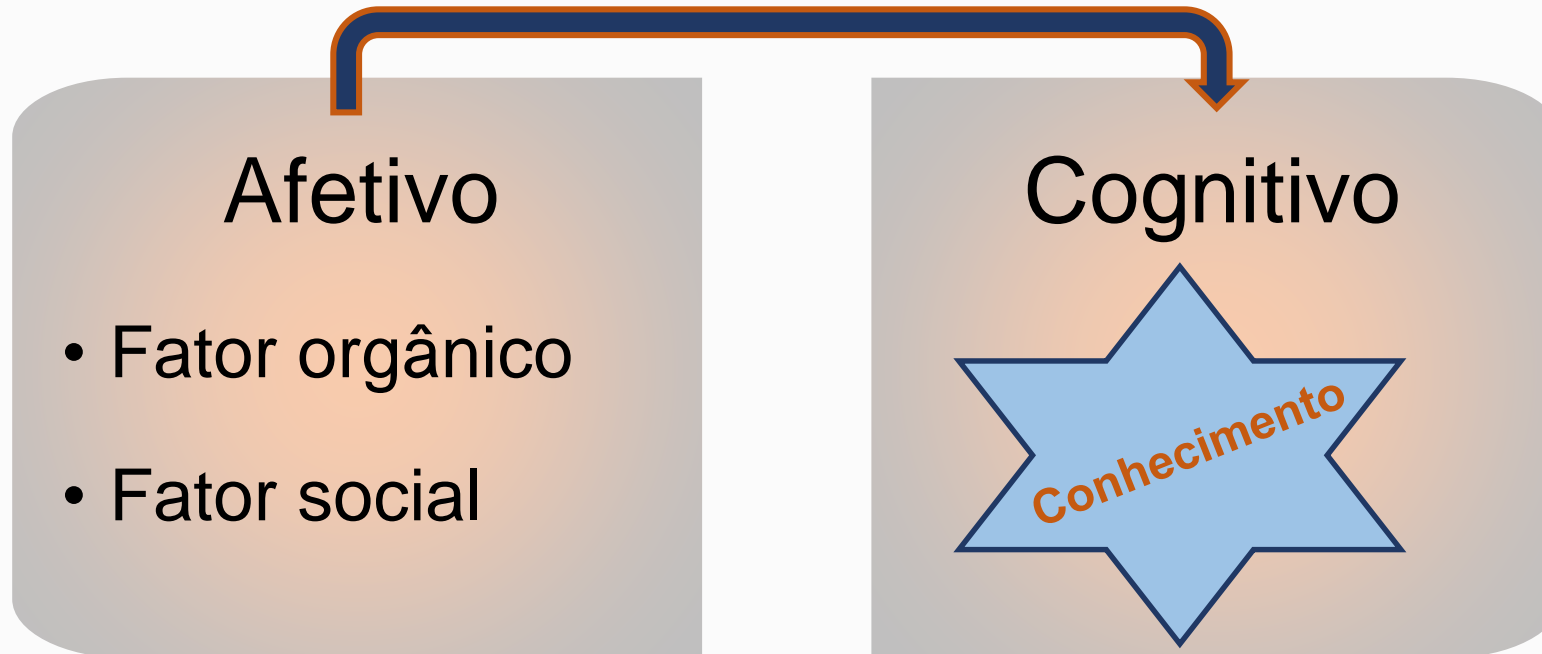 Afetivo
• Fator orgânico
• Fator social
Cognitivo
Conhecimento